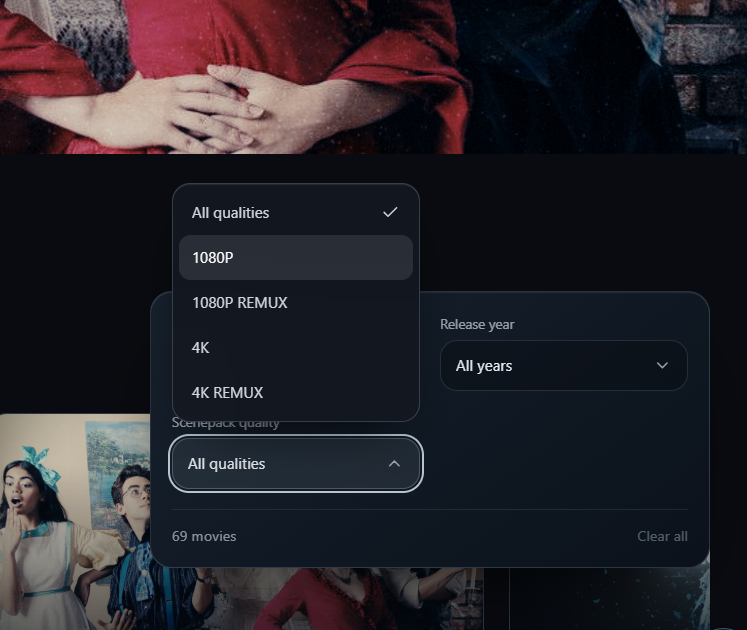 All qualities
1080P
1080P REMUX
4K
4K REMUX
Release year
All years
Scenepack quality
All qualities
69 movies
Clear all